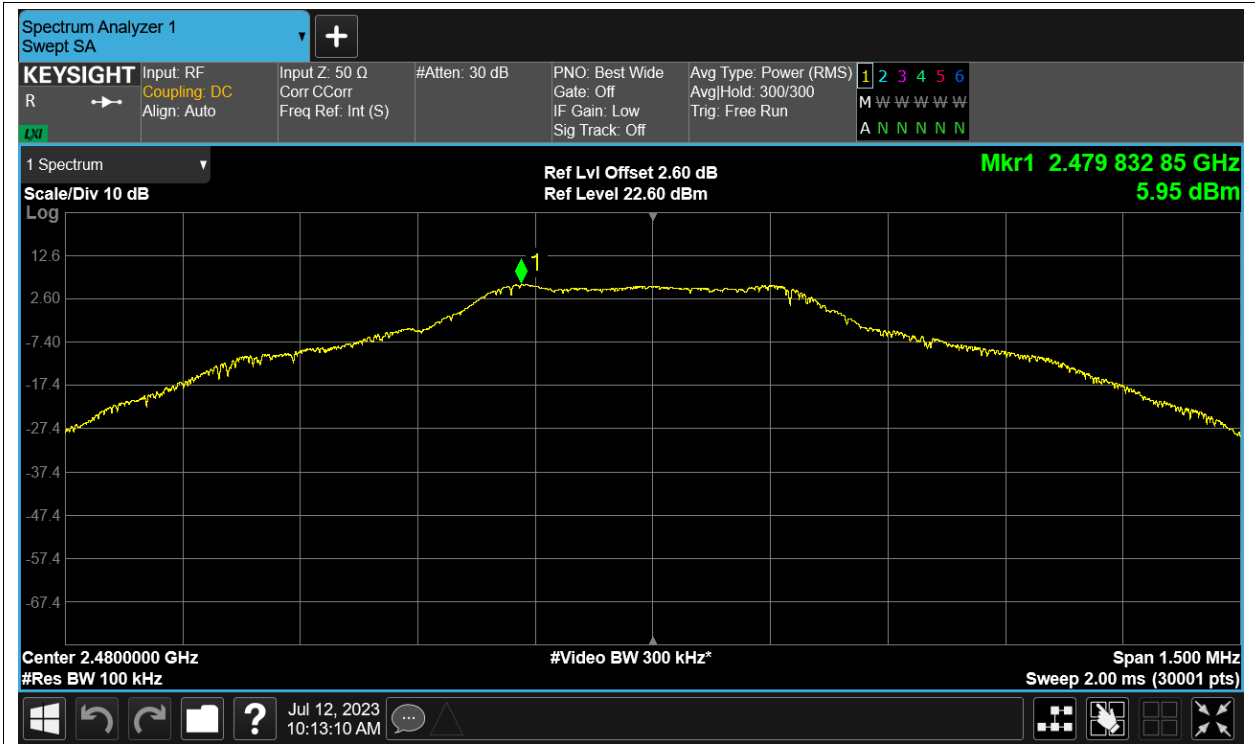 Spectrum Analyzer 1
Swept SA
KEYSIGHT Input: RF Input Z: 50 Ω #Atten: 30 dB PNO: Best Wide Avg Type: Power (RMS) 1 2 3 4 5 6
R Coupling: DC Corr CCorr Gate: Off Avg|Hold: 300/300 M W W W W W
Align: Auto Freq Ref: Int (S) IF Gain: Low Trig: Free Run
LXI Sig Track: Off A N N N N N
1 Spectrum Ref Lvl Offset 2.60 dB Mkr1 2.479 832 85 GHz
Scale/Div 10 dB Ref Level 22.60 dBm 5.95 dBm
Log
12.6
1
2.60
-7.40
-17.4
-27.4
-37.4
-47.4
-57.4
-67.4
Center 2.4800000 GHz #Video BW 300 kHz* Span 1.500 MHz
#Res BW 100 kHz Sweep 2.00 ms (30001 pts)
? Jul 12, 2023
10:13:10 AM